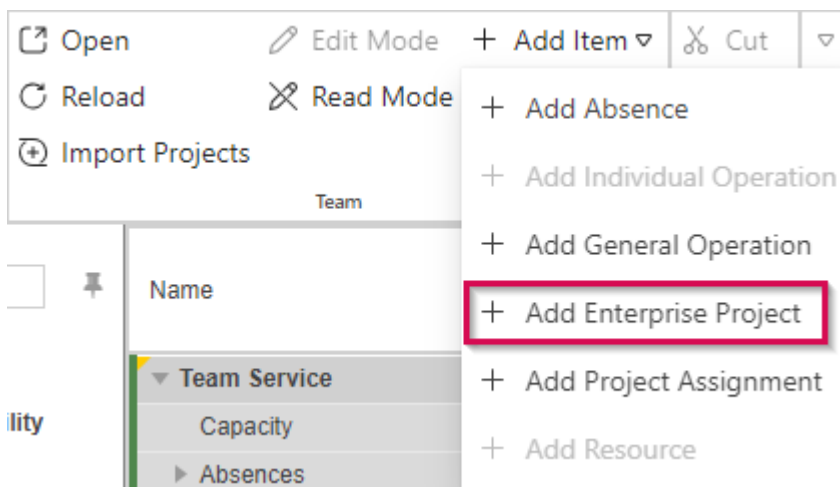 Open
Edit Mode
Add Item
Cut
Reload
Read Mode
Import Projects
Team
Add Absence
Add Individual Operation
Add General Operation
Add Enterprise Project
Add Project Assignment
Add Resource
Name
Team Service
Capacity
Absences
ility